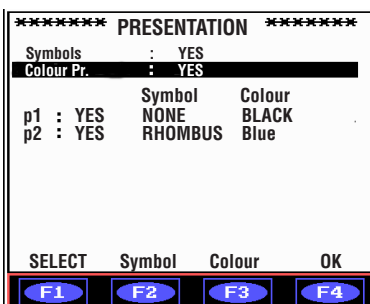 ******* PRESENTATION *******
Symbols : YES
Colour Pr. : YES
Symbol Colour
p1 : YES NONE BLACK
p2 : YES RHOMBUS Blue
SELECT Symbol Colour OK
F1 F2 F3 F4